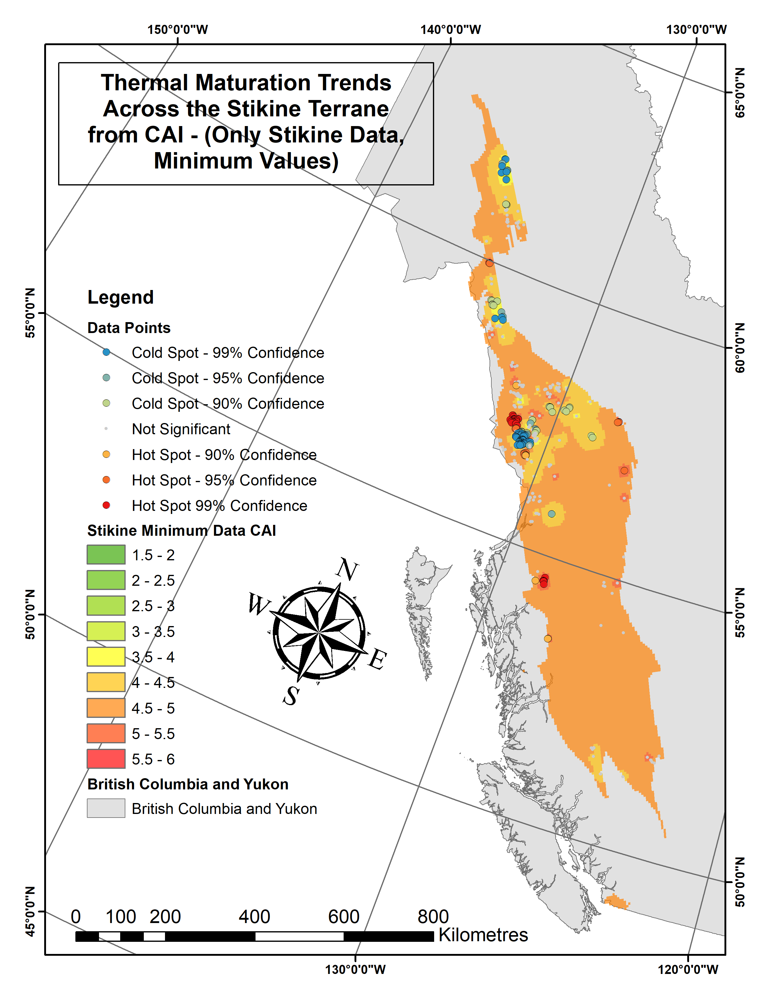 150°0'0"W
140°0'0"W
130°0'0"W
Thermal Maturation Trends
Across the Stikine Terrane
from CAI - (Only Stikine Data,
Minimum Values)
65°0'0"N
60°0'0"N
55°0'0"N
50°0'0"N
55°0'0"N
50°0'0"N
45°0'0"N
Legend
Data Points
Cold Spot - 99% Confidence
Cold Spot - 95% Confidence
Cold Spot - 90% Confidence
Not Significant
Hot Spot - 90% Confidence
Hot Spot - 95% Confidence
Hot Spot 99% Confidence
Stikine Minimum Data CAI
1.5 - 2
2 - 2.5
2.5 - 3
3 - 3.5
3.5 - 4
4 - 4.5
4.5 - 5
5 - 5.5
5.5 - 6
British Columbia and Yukon
British Columbia and Yukon
N
W
E
S
0 100 200 400 600 800
Kilometres
130°0'0"W
120°0'0"W